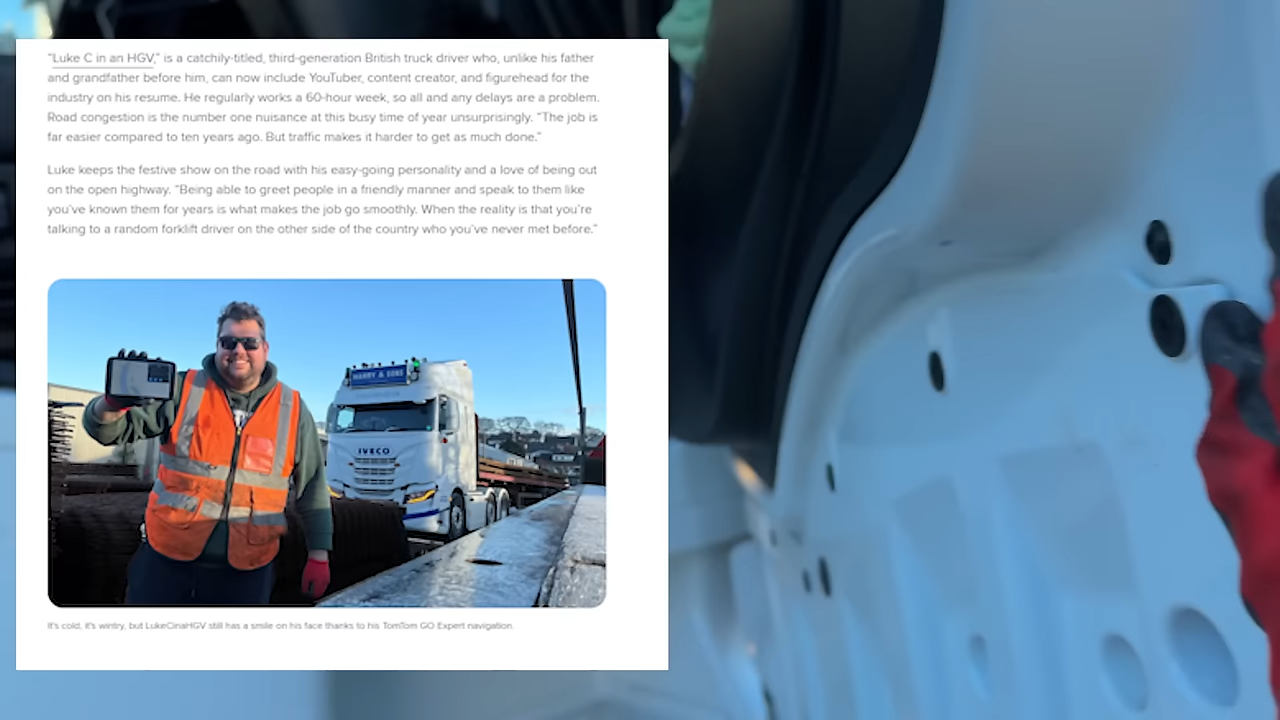 "Luke C in an HGV," is a catchily-titled, third-generation British truck driver who, unlike his father
and grandfather before him, can now include YouTuber, content creator, and figurehead for the
industry on his resume. He regularly works a 60-hour week, so all and any delays are a problem.
Road congestion is the number one nuisance at this busy time of year unsurprisingly. "The job is
far easier compared to ten years ago. But traffic makes it harder to get as much done."
Luke keeps the festive show on the road with his easy-going personality and a love of being out
on the open highway. "Being able to greet people in a friendly manner and speak to them like
you've known them for years is what makes the job go smoothly. When the reality is that you're
talking to a random forklift driver on the other side of the country who you've never met before."
HARRY & SONS
IVECO
It's cold, it's wintry, but LukeCinaHGV still has a smile on his face thanks to his TomTom GO Expert navigation.